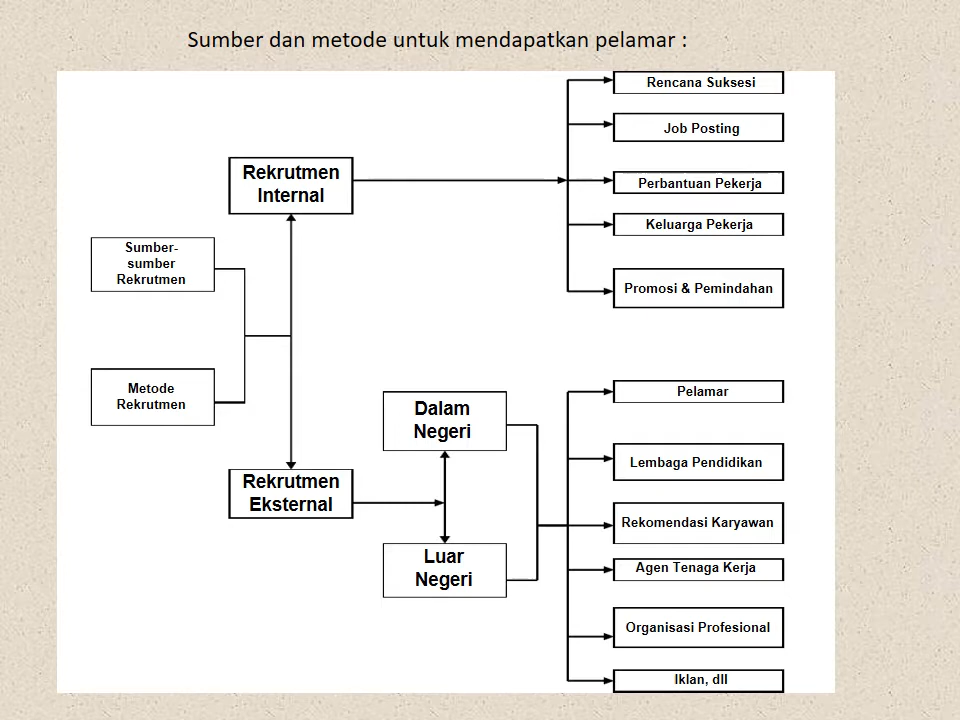 Sumber dan metode untuk mendapatkan pelamar :
Rencana Suksesi
Job Posting
Rekrutmen
Internal
Perbantuan Pekerja
Keluarga Pekerja
Sumber-
sumber
Rekrutmen
Promosi & Pemindahan
Metode
Rekrutmen
Dalam
Negeri
Pelamar
Lembaga Pendidikan
Rekrutmen
Eksternal
Rekomendasi Karyawan
Luar
Negeri
Agen Tenaga Kerja
Organisasi Profesional
Iklan, dll